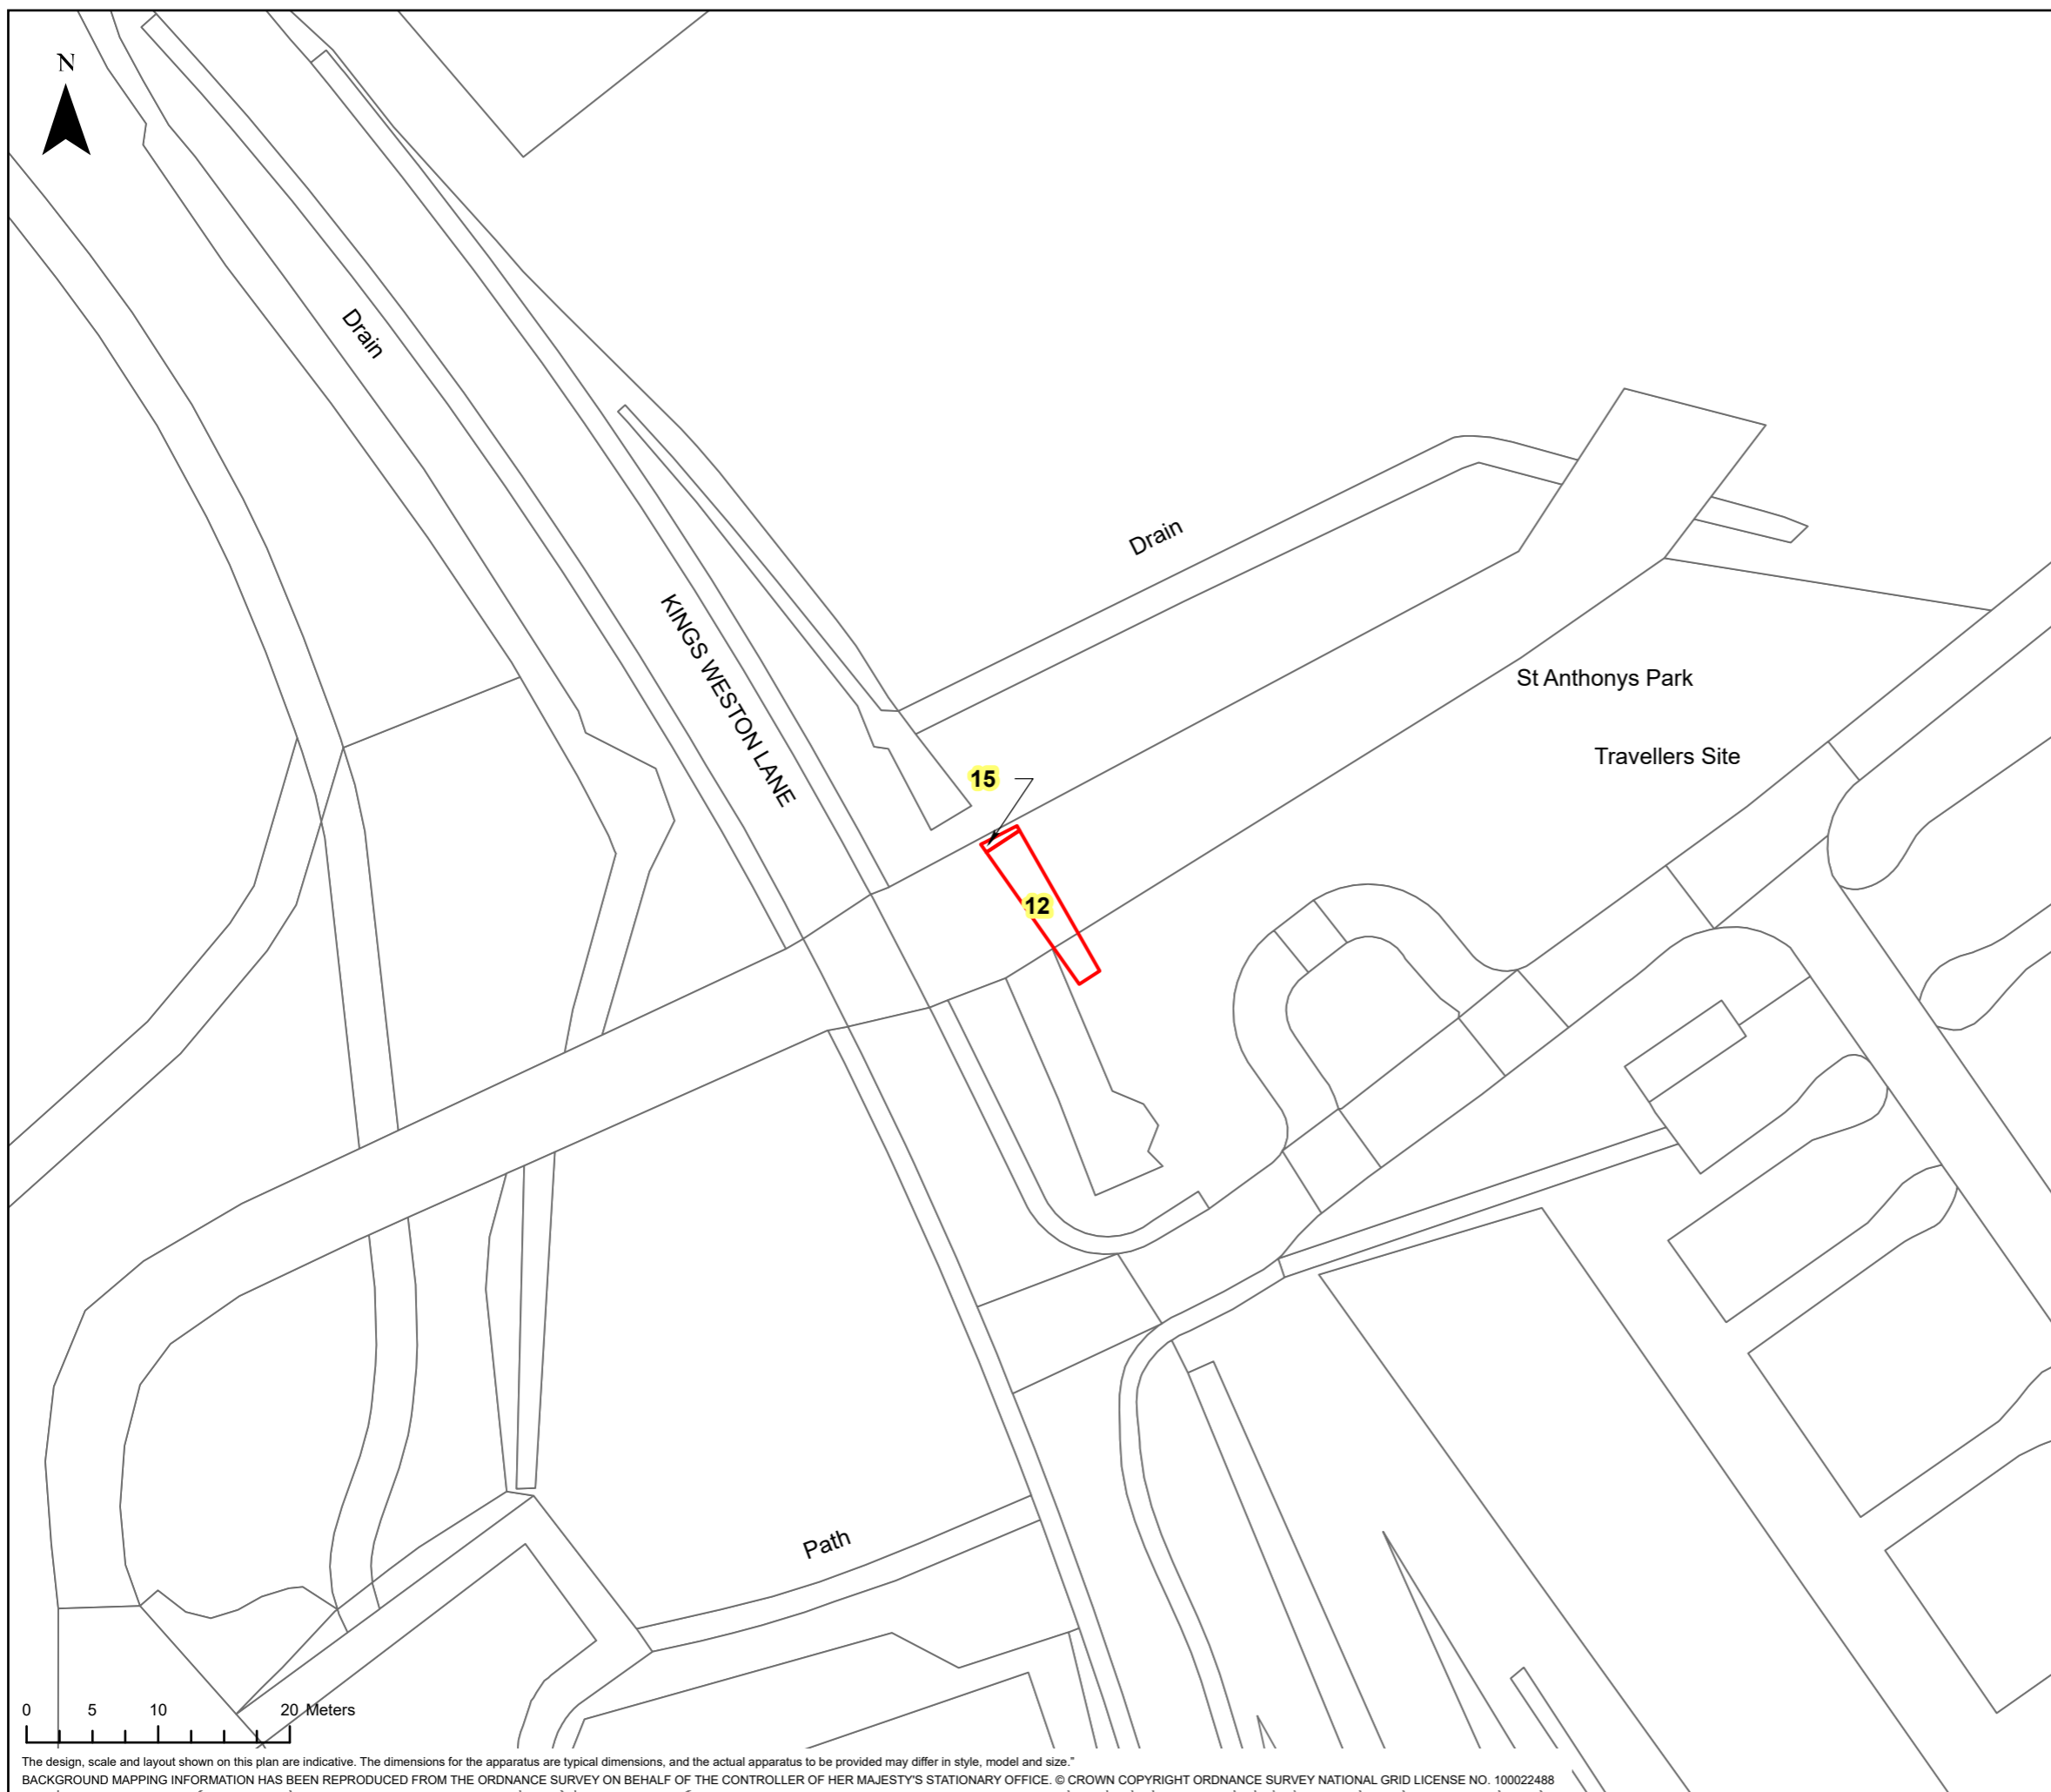 N
Drain
Drain
KINGS WESTON LANE
St Anthonys Park
Travellers Site
15
12
Path
0 5 10 20 Meters
The design, scale and layout shown on this plan are indicative. The dimensions for the apparatus are typical dimensions, and the actual apparatus to be provided may differ in style, model and size."
BACKGROUND MAPPING INFORMATION HAS BEEN REPRODUCED FROM THE ORDNANCE SURVEY ON BEHALF OF THE CONTROLLER OF HER MAJESTY'S STATIONARY OFFICE. © CROWN COPYRIGHT ORDNANCE SURVEY NATIONAL GRID LICENSE NO. 100022488